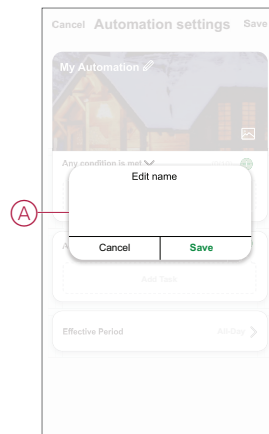 Cancel Automation settings Save
My Automation
Any condition is met
Edit name
A
Cancel Save
Add Task
Effective Period All-Day